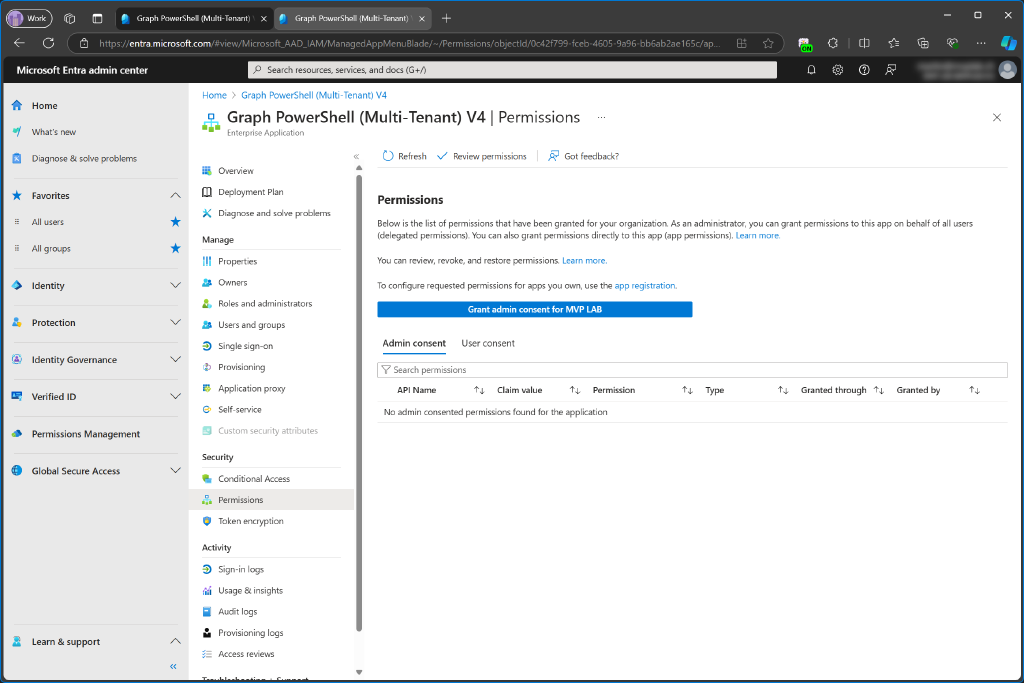 Work
Graph PowerShell (Multi-Tenant)
Graph PowerShell (Multi-Tenant)
https://entra.microsoft.com/#view/Microsoft_AAD_IAM/ManagedAppMenuBlade/~/Permissions/objectId/0c42f799-fceb-4605-9a96-bb6ab2ae165c/ap...
ON
Microsoft Entra admin center
Search resources, services, and docs (G+/)
Home
What's new
Diagnose & solve problems
Favorites
All users
All groups
Identity
Protection
Identity Governance
Verified ID
Permissions Management
Global Secure Access
Learn & support
Home > Graph PowerShell (Multi-Tenant) V4
Graph PowerShell (Multi-Tenant) V4 | Permissions ...
Enterprise Application
Overview
Deployment Plan
Diagnose and solve problems
Manage
Properties
Owners
Roles and administrators
Users and groups
Single sign-on
Provisioning
Application proxy
Self-service
Custom security attributes
Security
Conditional Access
Permissions
Token encryption
Activity
Sign-in logs
Usage & insights
Audit logs
Provisioning logs
Access reviews
Troubleshooting + Support
Refresh
Review permissions
Got feedback?
Permissions
Below is the list of permissions that have been granted for your organization. As an administrator, you can grant permissions to this app on behalf of all users
(delegated permissions). You can also grant permissions directly to this app (app permissions). Learn more.
You can review, revoke, and restore permissions. Learn more.
To configure requested permissions for apps you own, use the app registration.
Grant admin consent for MVP LAB
Admin consent User consent
Search permissions
API Name Claim value Permission Type Granted through Granted by
No admin consented permissions found for the application